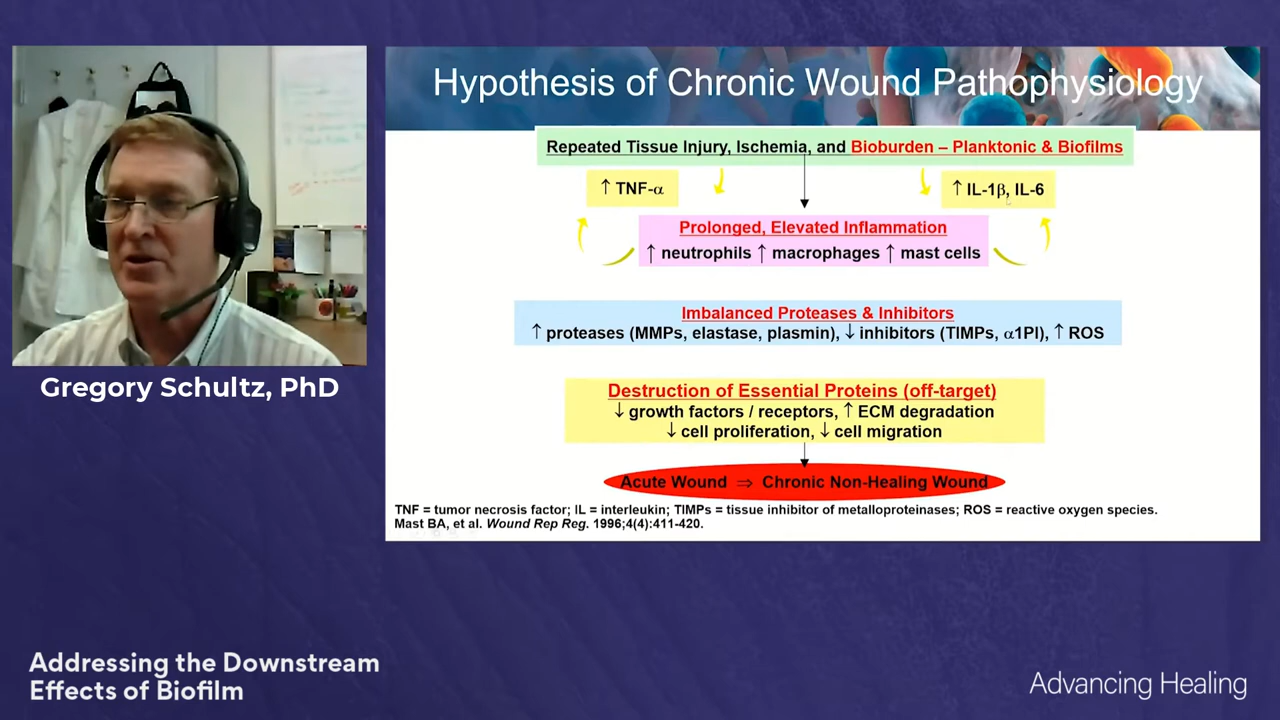 Hypothesis of Chronic Wound Pathophysiology
Repeated Tissue Injury, Ischemia, and Bioburden – Planktonic & Biofilms
↑ TNF-α
↑ IL-1β, IL-6
Prolonged, Elevated Inflammation
↑ neutrophils ↑ macrophages ↑ mast cells
Imbalanced Proteases & Inhibitors
↑ proteases (MMPs, elastase, plasmin), ↓ inhibitors (TIMPs, α1PI), ↑ ROS
Destruction of Essential Proteins (off-target)
↓ growth factors / receptors, ↑ ECM degradation
↓ cell proliferation, ↓ cell migration
Acute Wound ⇒ Chronic Non-Healing Wound
TNF = tumor necrosis factor; IL = interleukin; TIMPs = tissue inhibitor of metalloproteinases; ROS = reactive oxygen species.
Mast BA, et al. Wound Rep Reg. 1996;4(4):411-420.
Gregory Schultz, PhD
Addressing the Downstream
Effects of Biofilm
Advancing Healing